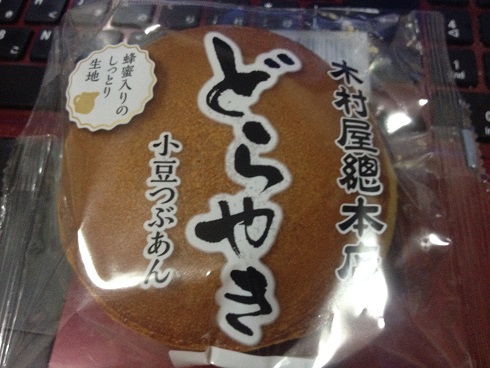 木村屋總本店
どらやき
小豆つぶあん
蜂蜜入りの
しっとり
生地